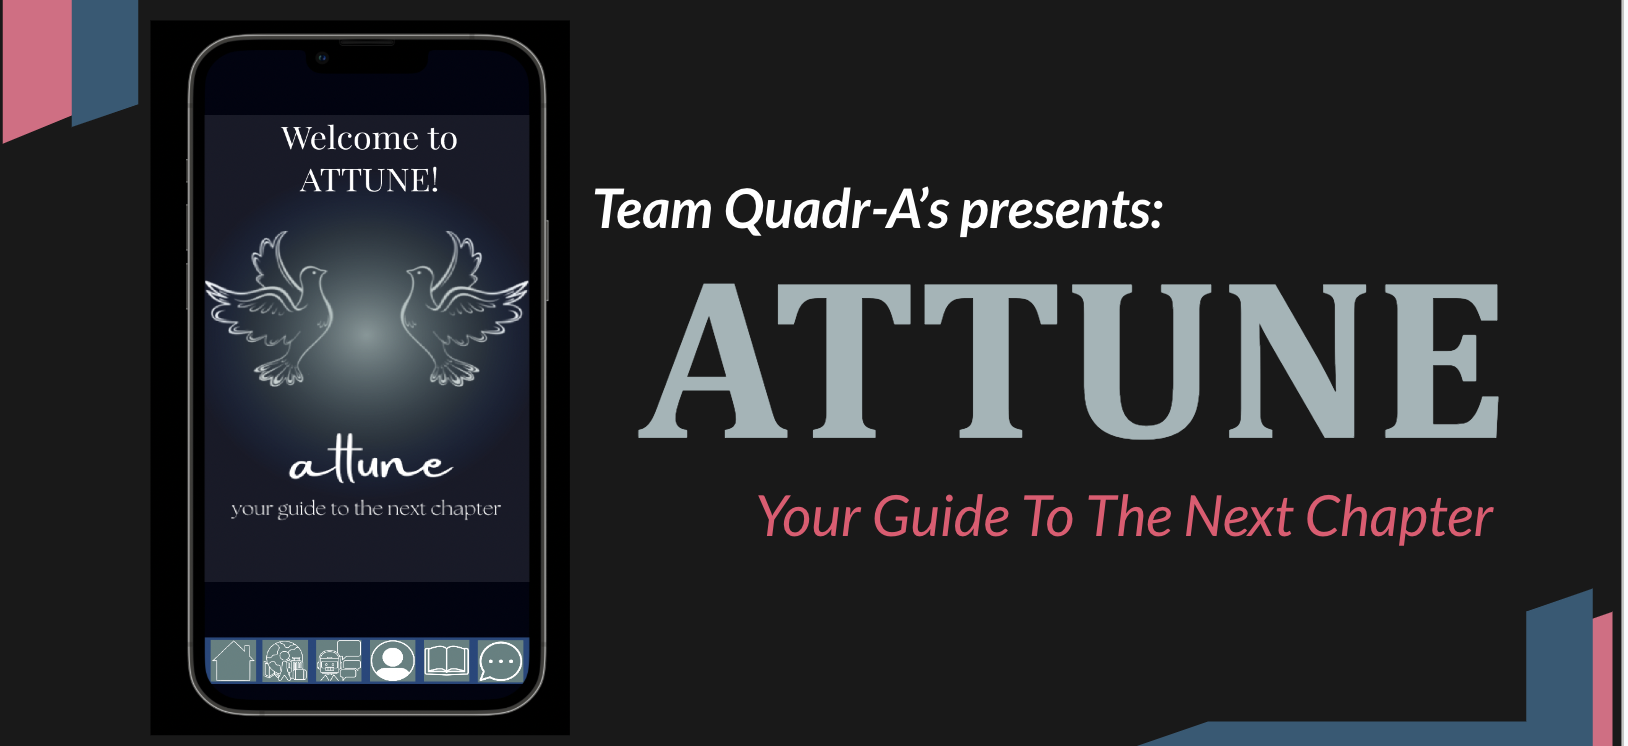 Welcome to
ATTUNE!
attune
your guide to the next chapter
Team Quadr-A’s presents:
ATTUNE
Your Guide To The Next Chapter